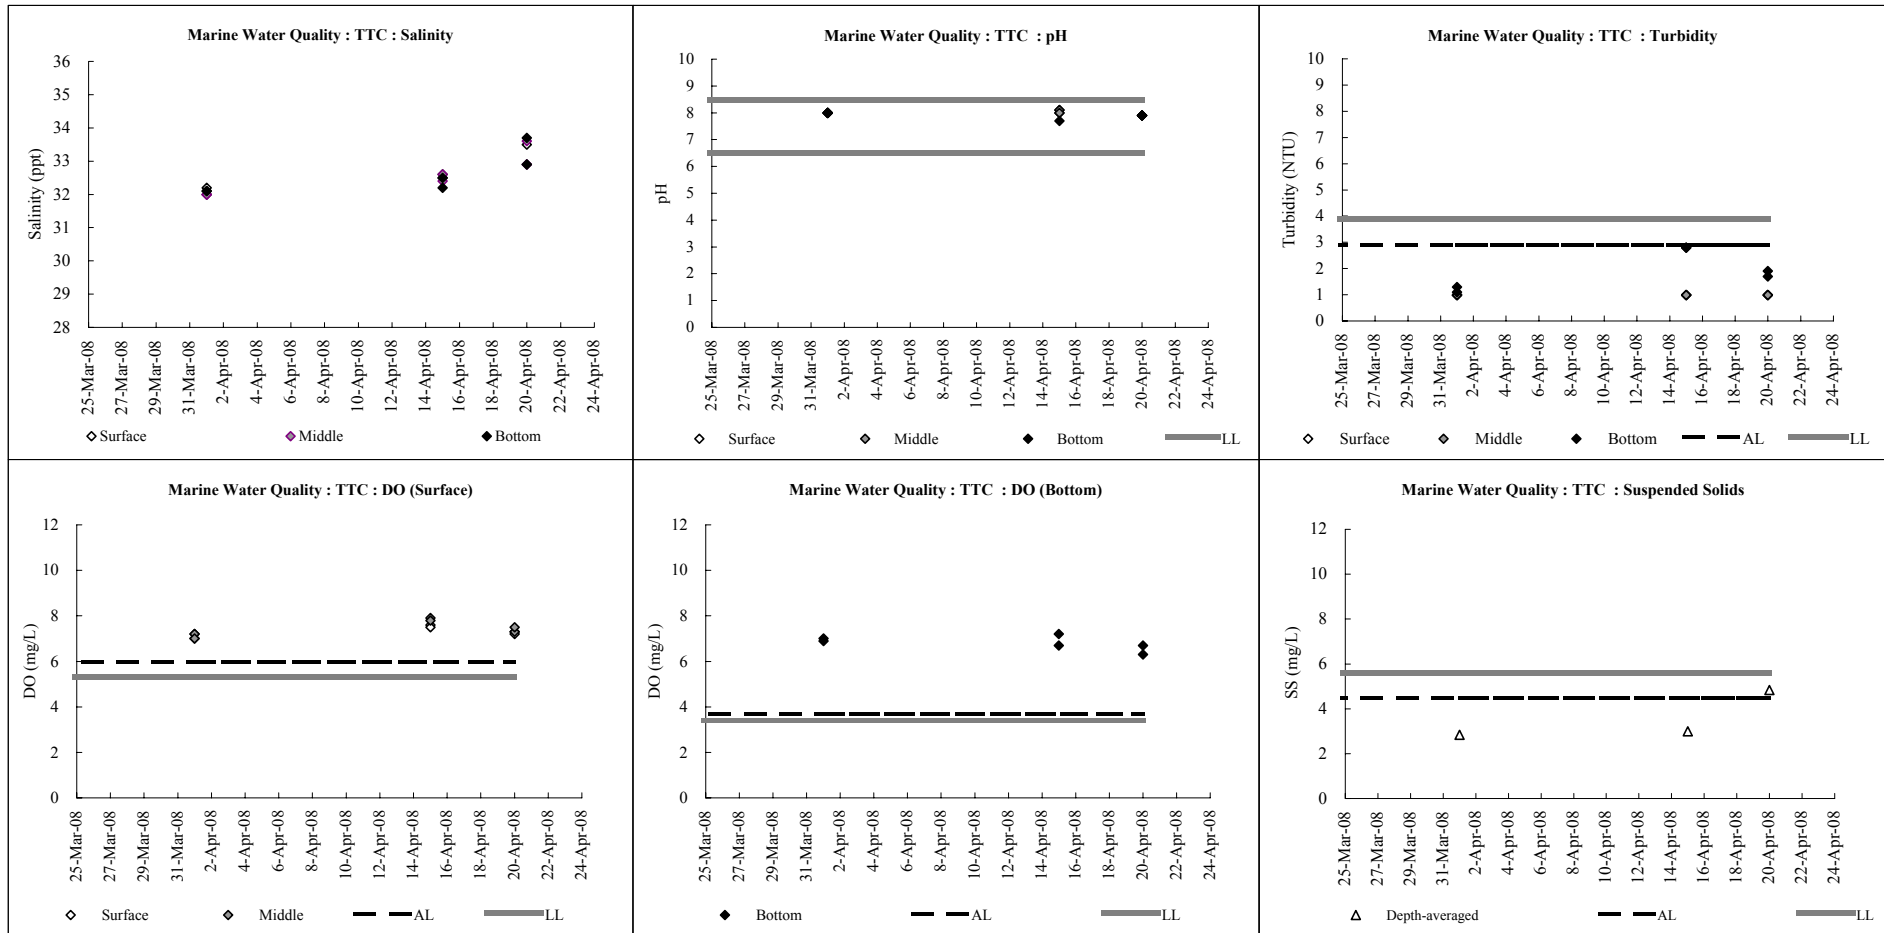 Marine Water Quality : TTC : Salinity
36
35
34
33
32
31
30
29
28
Salinity (ppt)
25-Mar-08
27-Mar-08
29-Mar-08
31-Mar-08
2-Apr-08
4-Apr-08
6-Apr-08
8-Apr-08
10-Apr-08
12-Apr-08
14-Apr-08
16-Apr-08
18-Apr-08
20-Apr-08
22-Apr-08
24-Apr-08
Surface Middle Bottom
Marine Water Quality : TTC : pH
10
9
8
7
6
5
4
3
2
1
0
pH
25-Mar-08
27-Mar-08
29-Mar-08
31-Mar-08
2-Apr-08
4-Apr-08
6-Apr-08
8-Apr-08
10-Apr-08
12-Apr-08
14-Apr-08
16-Apr-08
18-Apr-08
20-Apr-08
22-Apr-08
24-Apr-08
Surface Middle Bottom LL
Marine Water Quality : TTC : Turbidity
10
9
8
7
6
5
4
3
2
1
0
Turbidity (NTU)
25-Mar-08
27-Mar-08
29-Mar-08
31-Mar-08
2-Apr-08
4-Apr-08
6-Apr-08
8-Apr-08
10-Apr-08
12-Apr-08
14-Apr-08
16-Apr-08
18-Apr-08
20-Apr-08
22-Apr-08
24-Apr-08
Surface Middle Bottom AL LL
Marine Water Quality : TTC : DO (Surface)
12
10
8
6
4
2
0
DO (mg/L)
25-Mar-08
27-Mar-08
29-Mar-08
31-Mar-08
2-Apr-08
4-Apr-08
6-Apr-08
8-Apr-08
10-Apr-08
12-Apr-08
14-Apr-08
16-Apr-08
18-Apr-08
20-Apr-08
22-Apr-08
24-Apr-08
Surface Middle AL LL
Marine Water Quality : TTC : DO (Bottom)
12
10
8
6
4
2
0
DO (mg/L)
25-Mar-08
27-Mar-08
29-Mar-08
31-Mar-08
2-Apr-08
4-Apr-08
6-Apr-08
8-Apr-08
10-Apr-08
12-Apr-08
14-Apr-08
16-Apr-08
18-Apr-08
20-Apr-08
22-Apr-08
24-Apr-08
Bottom AL LL
Marine Water Quality : TTC : Suspended Solids
12
10
8
6
4
2
0
SS (mg/L)
25-Mar-08
27-Mar-08
29-Mar-08
31-Mar-08
2-Apr-08
4-Apr-08
6-Apr-08
8-Apr-08
10-Apr-08
12-Apr-08
14-Apr-08
16-Apr-08
18-Apr-08
20-Apr-08
22-Apr-08
24-Apr-08
Depth-averaged AL LL